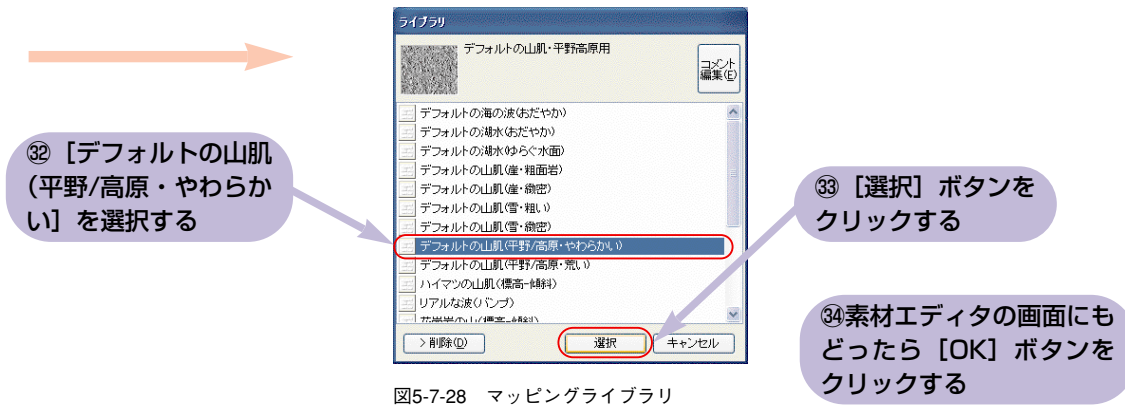 ライブラリ
デフォルトの山肌・平野高原用
コメント
編集(E)
デフォルトの海の波(おだやか)
デフォルトの湖水(おだやか)
デフォルトの湖水(ゆらぐ水面)
デフォルトの山肌(崖・粗面岩)
デフォルトの山肌(崖・緻密)
デフォルトの山肌(雪・粗い)
デフォルトの山肌(雪・緻密)
デフォルトの山肌(平野/高原・やわらかい)
デフォルトの山肌(平野/高原・荒い)
ハイマツの山肌(標高-傾斜)
リアルな波(バンプ)
花崗岩の山(標高-傾斜)
>削除(D)
選択
キャンセル
㉜［デフォルトの山肌
(平野/高原・やわらか
い］を選択する
㉝［選択］ボタンを
クリックする
㉞素材エディタの画面にも
どったら［OK］ボタンを
クリックする
図5-7-28　マッピングライブラリ